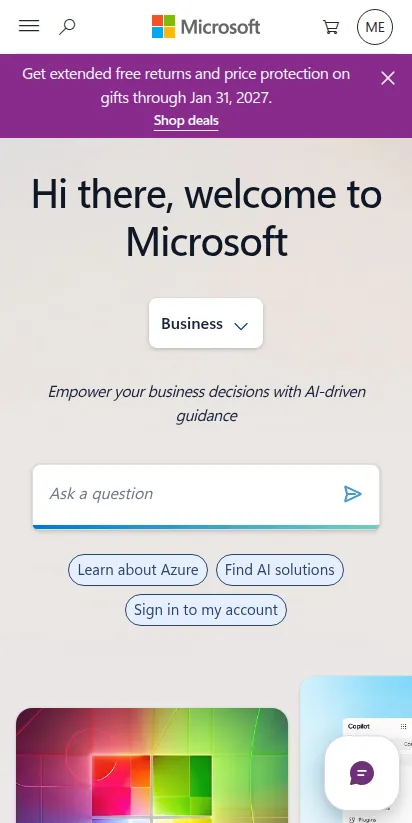 Microsoft
ME
Get extended free returns and price protection on
gifts through Jan 31, 2027.
Shop deals
Hi there, welcome to
Microsoft
Business
Empower your business decisions with AI-driven
guidance
Ask a question
Learn about Azure
Find AI solutions
Sign in to my account
Copilot
Plugins